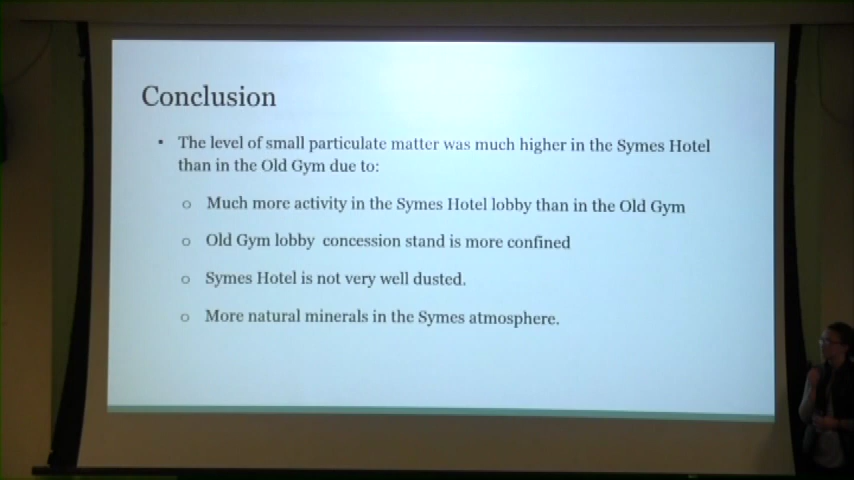 Conclusion
• The level of small particulate matter was much higher in the Symes Hotel
than in the Old Gym due to:
o Much more activity in the Symes Hotel lobby than in the Old Gym
o Old Gym lobby concession stand is more confined
o Symes Hotel is not very well dusted.
o More natural minerals in the Symes atmosphere.